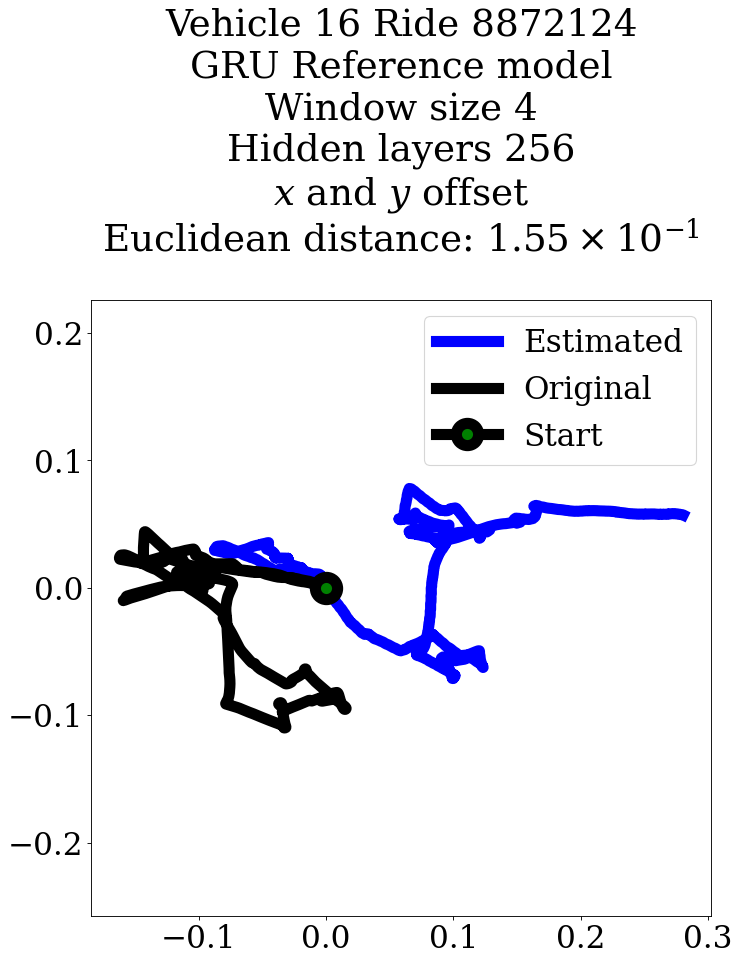 Vehicle 16 Ride 8872124
GRU Reference model
Window size 4
Hidden layers 256
x and y offset
Euclidean distance: 1.55 × 10⁻¹
Estimated
Original
Start
0.2
0.1
0.0
−0.1
−0.2
−0.1 0.0 0.1 0.2 0.3